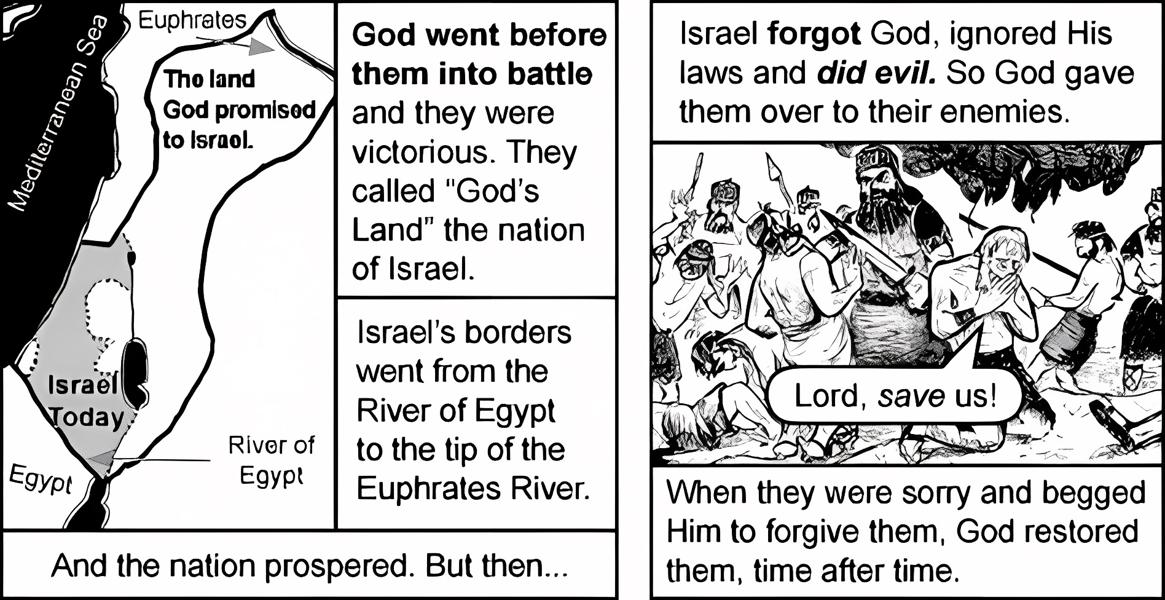 Mediterranean Sea
Euphrates
The land
God promised
to Israel.
Israel
Today
Egypt
River of
Egypt
God went before
them into battle
and they were
victorious. They
called "God's
Land" the nation
of Israel.
Israel's borders
went from the
River of Egypt
to the tip of the
Euphrates River.
And the nation prospered. But then...
Israel forgot God, ignored His
laws and did evil. So God gave
them over to their enemies.
Lord, save us!
When they were sorry and begged
Him to forgive them, God restored
them, time after time.